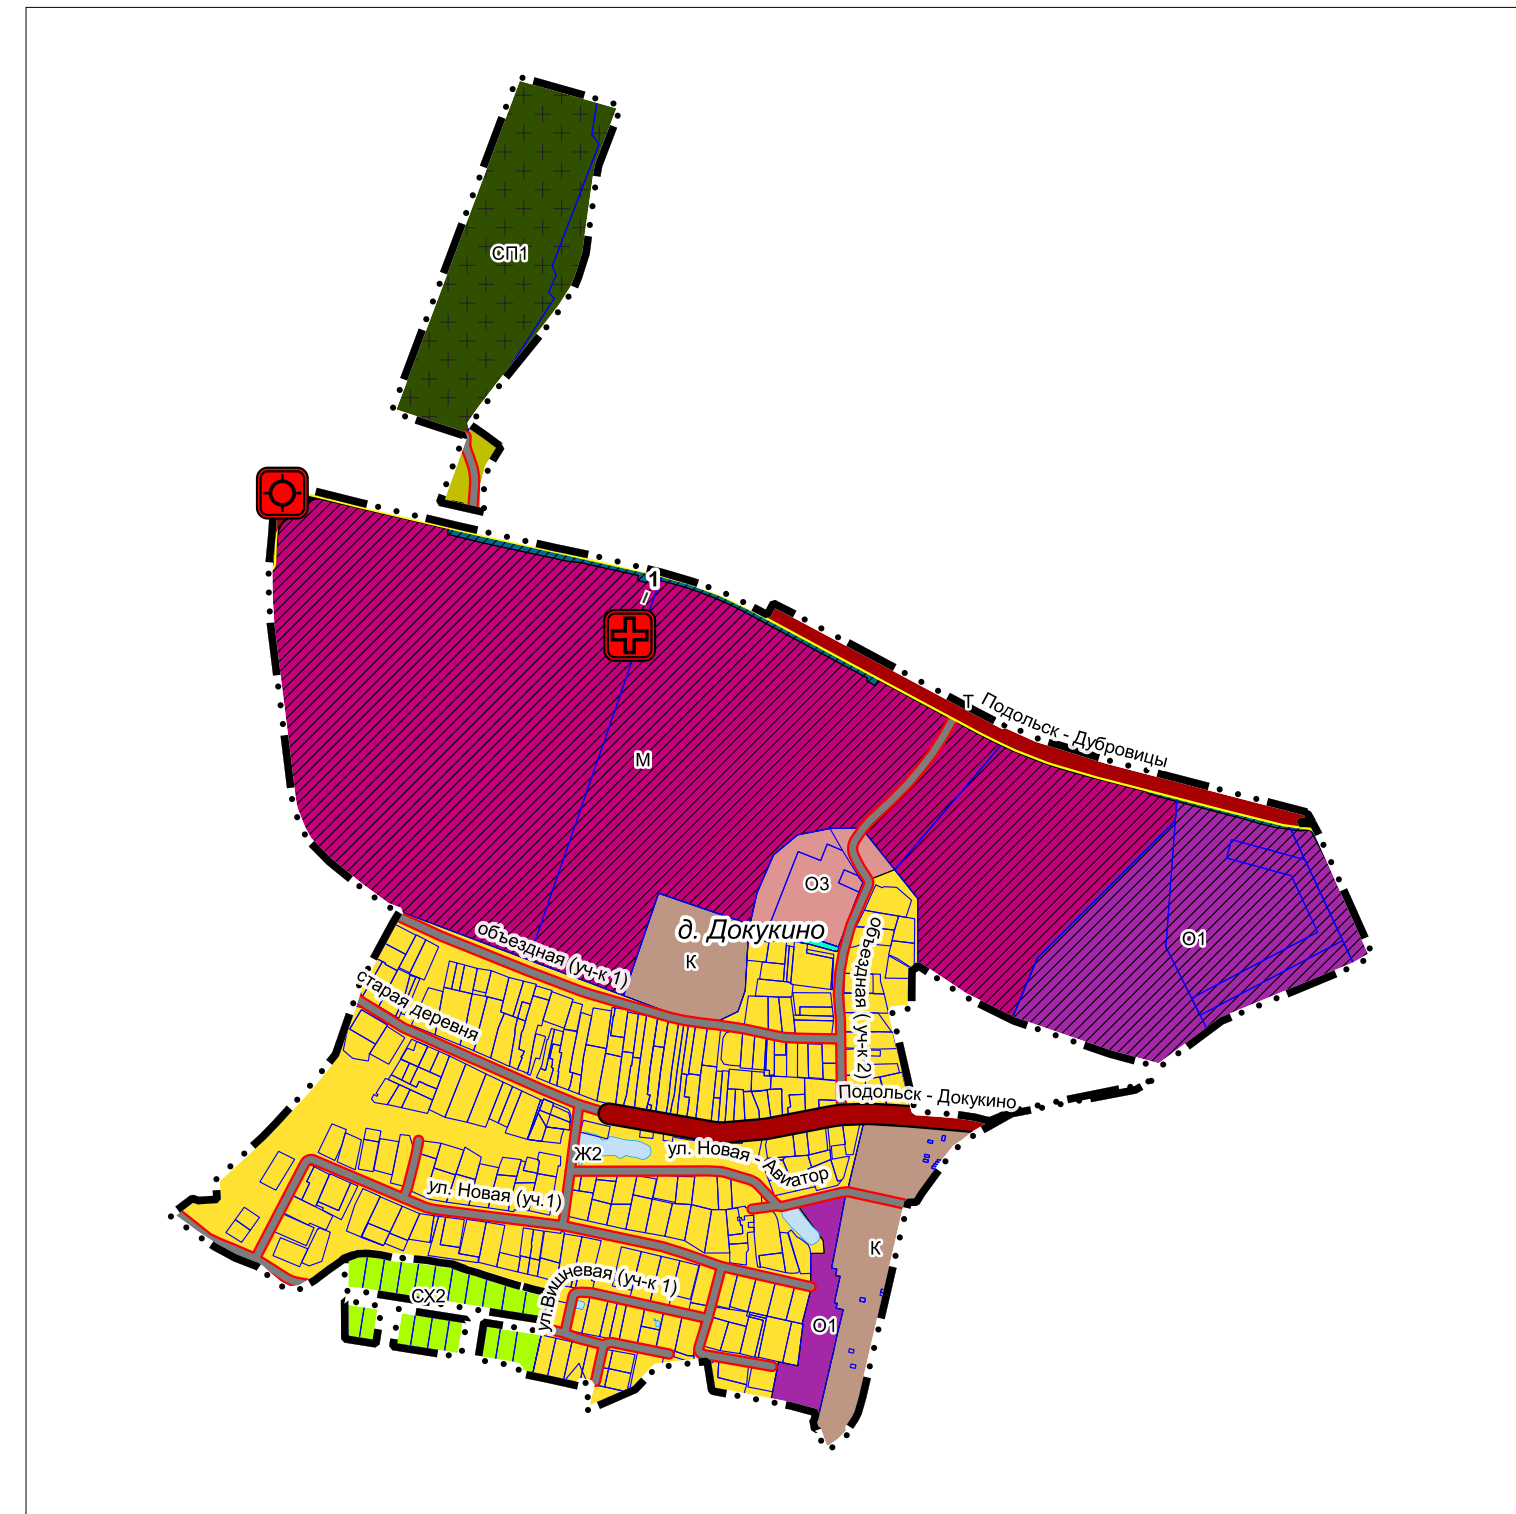 СП1
1
Т
Подольск - Дубровицы
М
О3
д. Докукино
объездная (уч-к 1)
К
О1
старая деревня
объездная (уч-к 2)
Подольск - Докукино
Ж2
ул. Новая - Авиатор
ул. Новая (уч.1)
К
ул.Вишневая (уч-к 1)
СХ2
О1